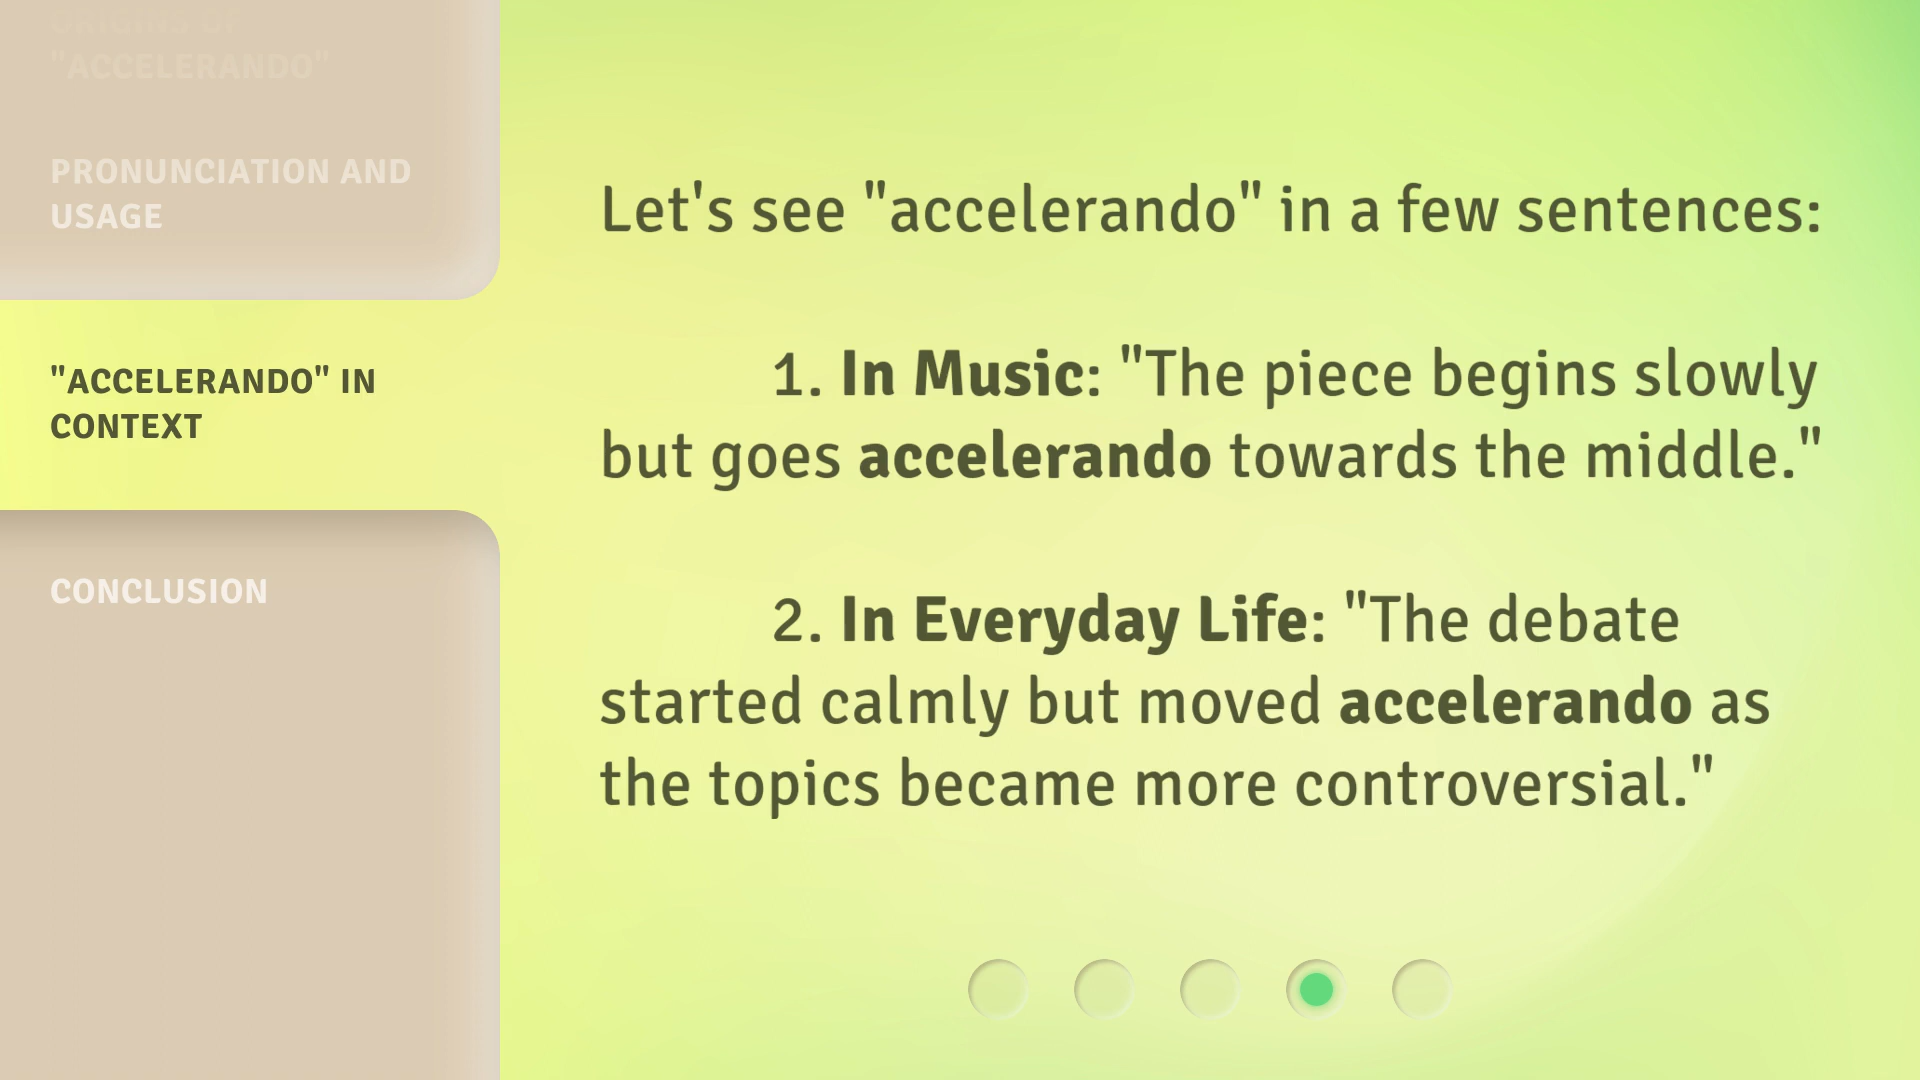 ORIGINS OF
"ACCELERANDO"
PRONUNCIATION AND
USAGE
"ACCELERANDO" IN
CONTEXT
CONCLUSION
Let's see "accelerando" in a few sentences:
1. In Music: "The piece begins slowly
but goes accelerando towards the middle."
2. In Everyday Life: "The debate
started calmly but moved accelerando as
the topics became more controversial."